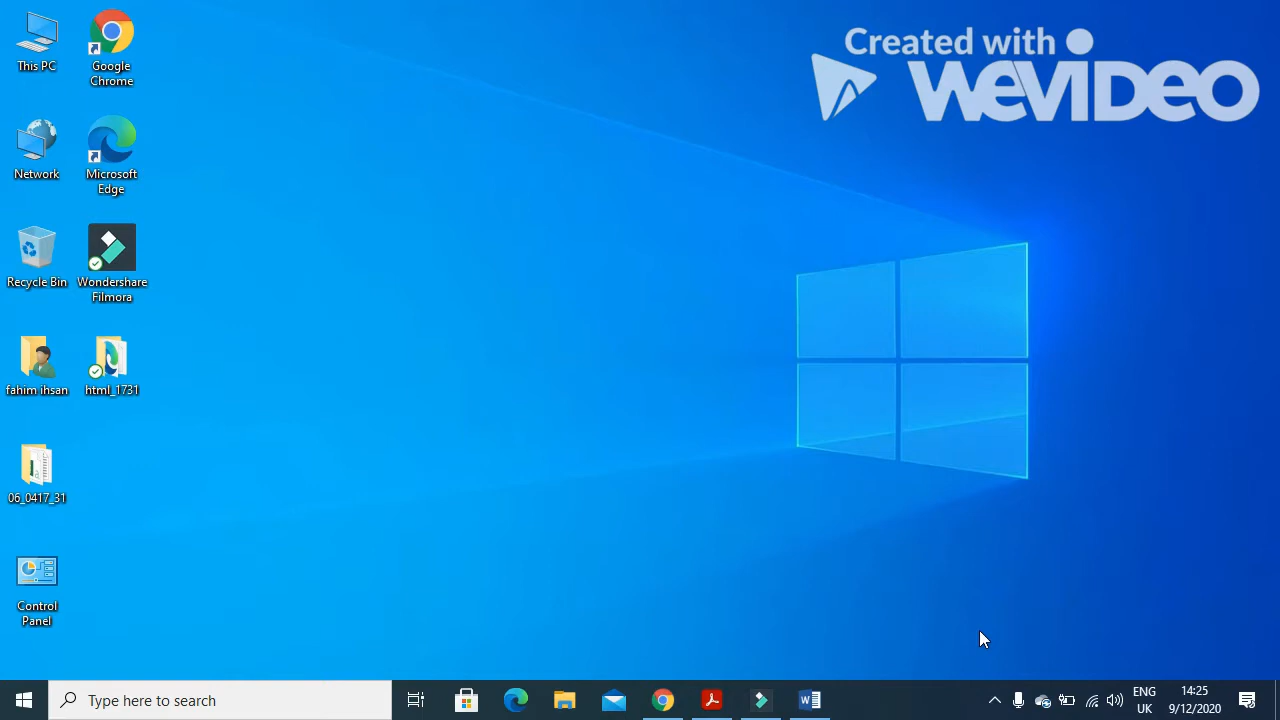 Created with
WEVIDEO
This PC
Google
Chrome
Network
Microsoft
Edge
Recycle Bin
Wondershare
Filmora
fahim ihsan
html_1731
06_0417_31
Control
Panel
Type here to search
ENG
UK
14:25
9/12/2020